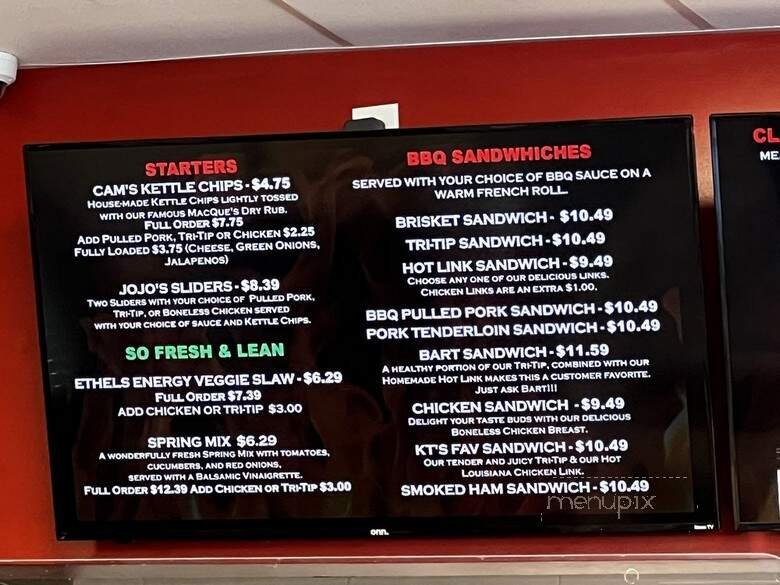 STARTERS
CAM'S KETTLE CHIPS - $4.75
HOUSE-MADE KETTLE CHIPS LIGHTLY TOSSED
WITH OUR FAMOUS MACQUE'S DRY RUB.
FULL ORDER $7.75
ADD PULLED PORK, TRI-TIP OR CHICKEN $2.25
FULLY LOADED $3.75 (CHEESE, GREEN ONIONS,
JALAPENOS)
JOJO'S SLIDERS - $8.39
TWO SLIDERS WITH YOUR CHOICE OF PULLED PORK,
TRI-TIP, OR BONELESS CHICKEN SERVED
WITH YOUR CHOICE OF SAUCE AND KETTLE CHIPS.
SO FRESH & LEAN
ETHELS ENERGY VEGGIE SLAW - $6.29
FULL ORDER $7.39
ADD CHICKEN OR TRI-TIP $3.00
SPRING MIX $6.29
A WONDERFULLY FRESH SPRING MIX WITH TOMATOES,
CUCUMBERS, AND RED ONIONS,
SERVED WITH A BALSAMIC VINAIGRETTE.
FULL ORDER $12.39 ADD CHICKEN OR TRI-TIP $3.00
BBQ SANDWHICHES
SERVED WITH YOUR CHOICE OF BBQ SAUCE ON A
WARM FRENCH ROLL.
BRISKET SANDWICH - $10.49
TRI-TIP SANDWICH - $10.49
HOT LINK SANDWICH - $9.49
CHOOSE ANY ONE OF OUR DELICIOUS LINKS.
CHICKEN LINKS ARE AN EXTRA $1.00.
BBQ PULLED PORK SANDWICH - $10.49
PORK TENDERLOIN SANDWICH - $10.49
BART SANDWICH - $11.59
A HEALTHY PORTION OF OUR TRI-TIP, COMBINED WITH OUR
HOMEMADE HOT LINK MAKES THIS A CUSTOMER FAVORITE.
JUST ASK BART!!!
CHICKEN SANDWICH - $9.49
DELIGHT YOUR TASTE BUDS WITH OUR DELICIOUS
BONELESS CHICKEN BREAST.
KT'S FAV SANDWICH - $10.49
OUR TENDER AND JUICY TRI-TIP & OUR HOT
LOUISIANA CHICKEN LINK.
SMOKED HAM SANDWICH - $10.49
menupix
onn.
Roku TV
CL
ME